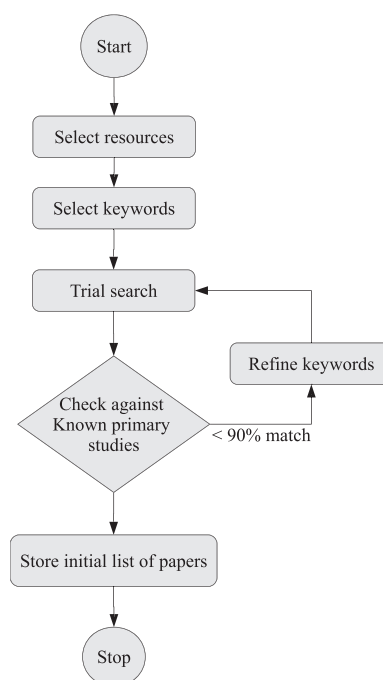 Start
Select resources
Select keywords
Trial search
Refine keywords
Check against
Known primary
studies
< 90% match
Store initial list of papers
Stop